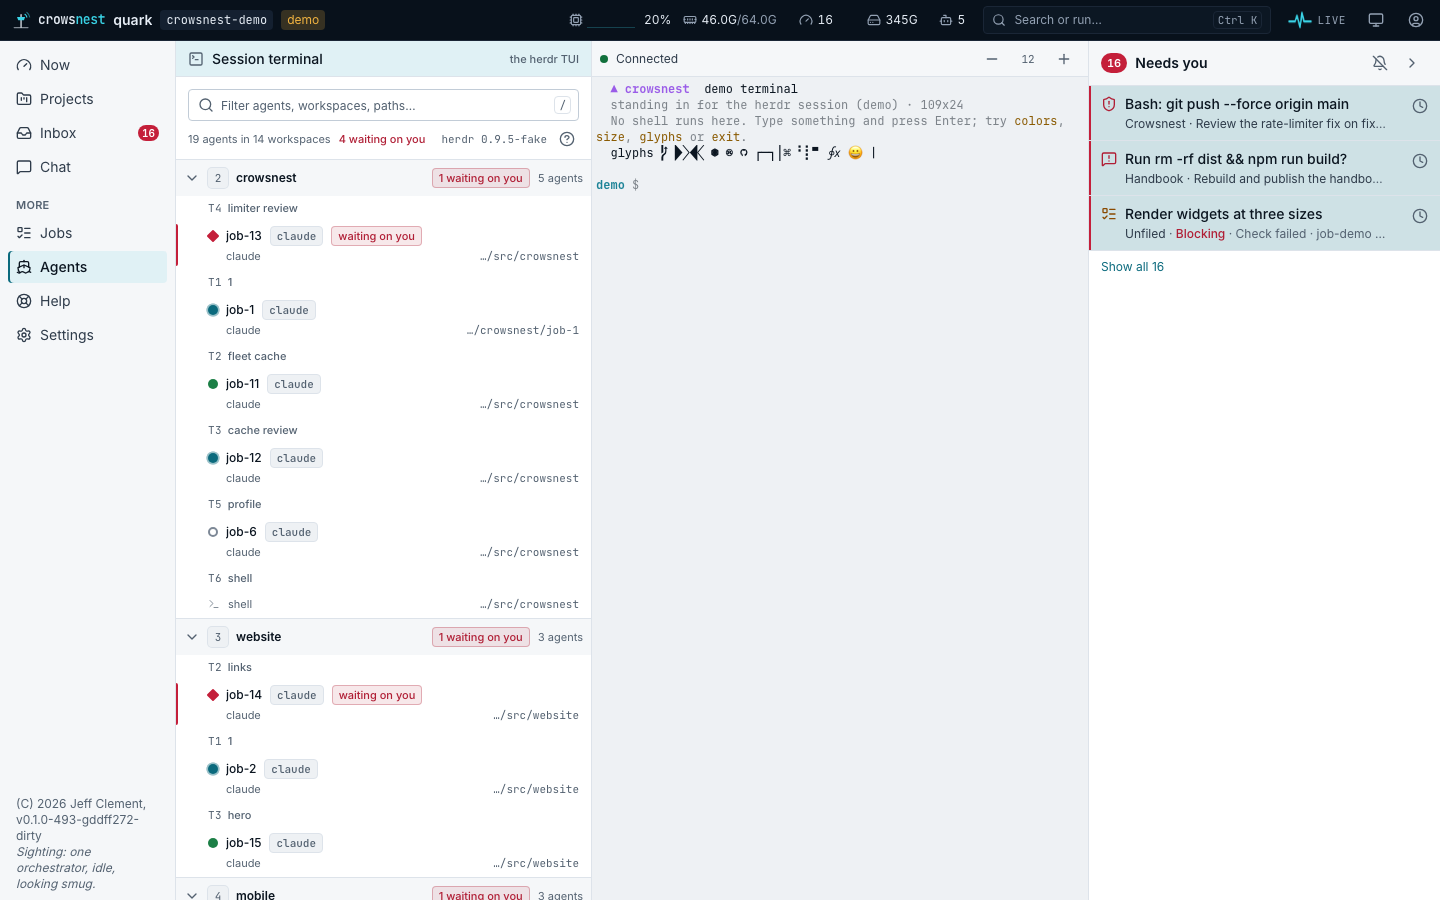 crowsnest quark crowsnest-demo demo 20% 46.0G/64.0G 16 345G 5 Search or run... Ctrl K LIVE
Now
Projects
Inbox 16
Chat
MORE
Jobs
Agents
Help
Settings
(C) 2026 Jeff Clement,
v0.1.0-493-gddff272-
dirty
Sighting: one
orchestrator, idle,
looking smug.
Session terminal the herdr TUI
Filter agents, workspaces, paths... /
19 agents in 14 workspaces 4 waiting on you herdr 0.9.5-fake
2 crowsnest 1 waiting on you 5 agents
T4 limiter review
job-13 claude waiting on you
claude …/src/crowsnest
T1 1
job-1 claude
claude …/crowsnest/job-1
T2 fleet cache
job-11 claude
claude …/src/crowsnest
T3 cache review
job-12 claude
claude …/src/crowsnest
T5 profile
job-6 claude
claude …/src/crowsnest
T6 shell
shell …/src/crowsnest
3 website 1 waiting on you 3 agents
T2 links
job-14 claude waiting on you
claude …/src/website
T1 1
job-2 claude
claude …/src/website
T3 hero
job-15 claude
claude …/src/website
4 mobile 1 waiting on you 3 agents
Connected 12
▲ crowsnest demo terminal
standing in for the herdr session (demo) · 109x24
No shell runs here. Type something and press Enter; try colors,
size, glyphs or exit.
glyphs
demo $
16 Needs you
Bash: git push --force origin main
Crowsnest · Review the rate-limiter fix on fix...
Run rm -rf dist && npm run build?
Handbook · Rebuild and publish the handbo...
Render widgets at three sizes
Unfiled · Blocking · Check failed · job-demo ...
Show all 16